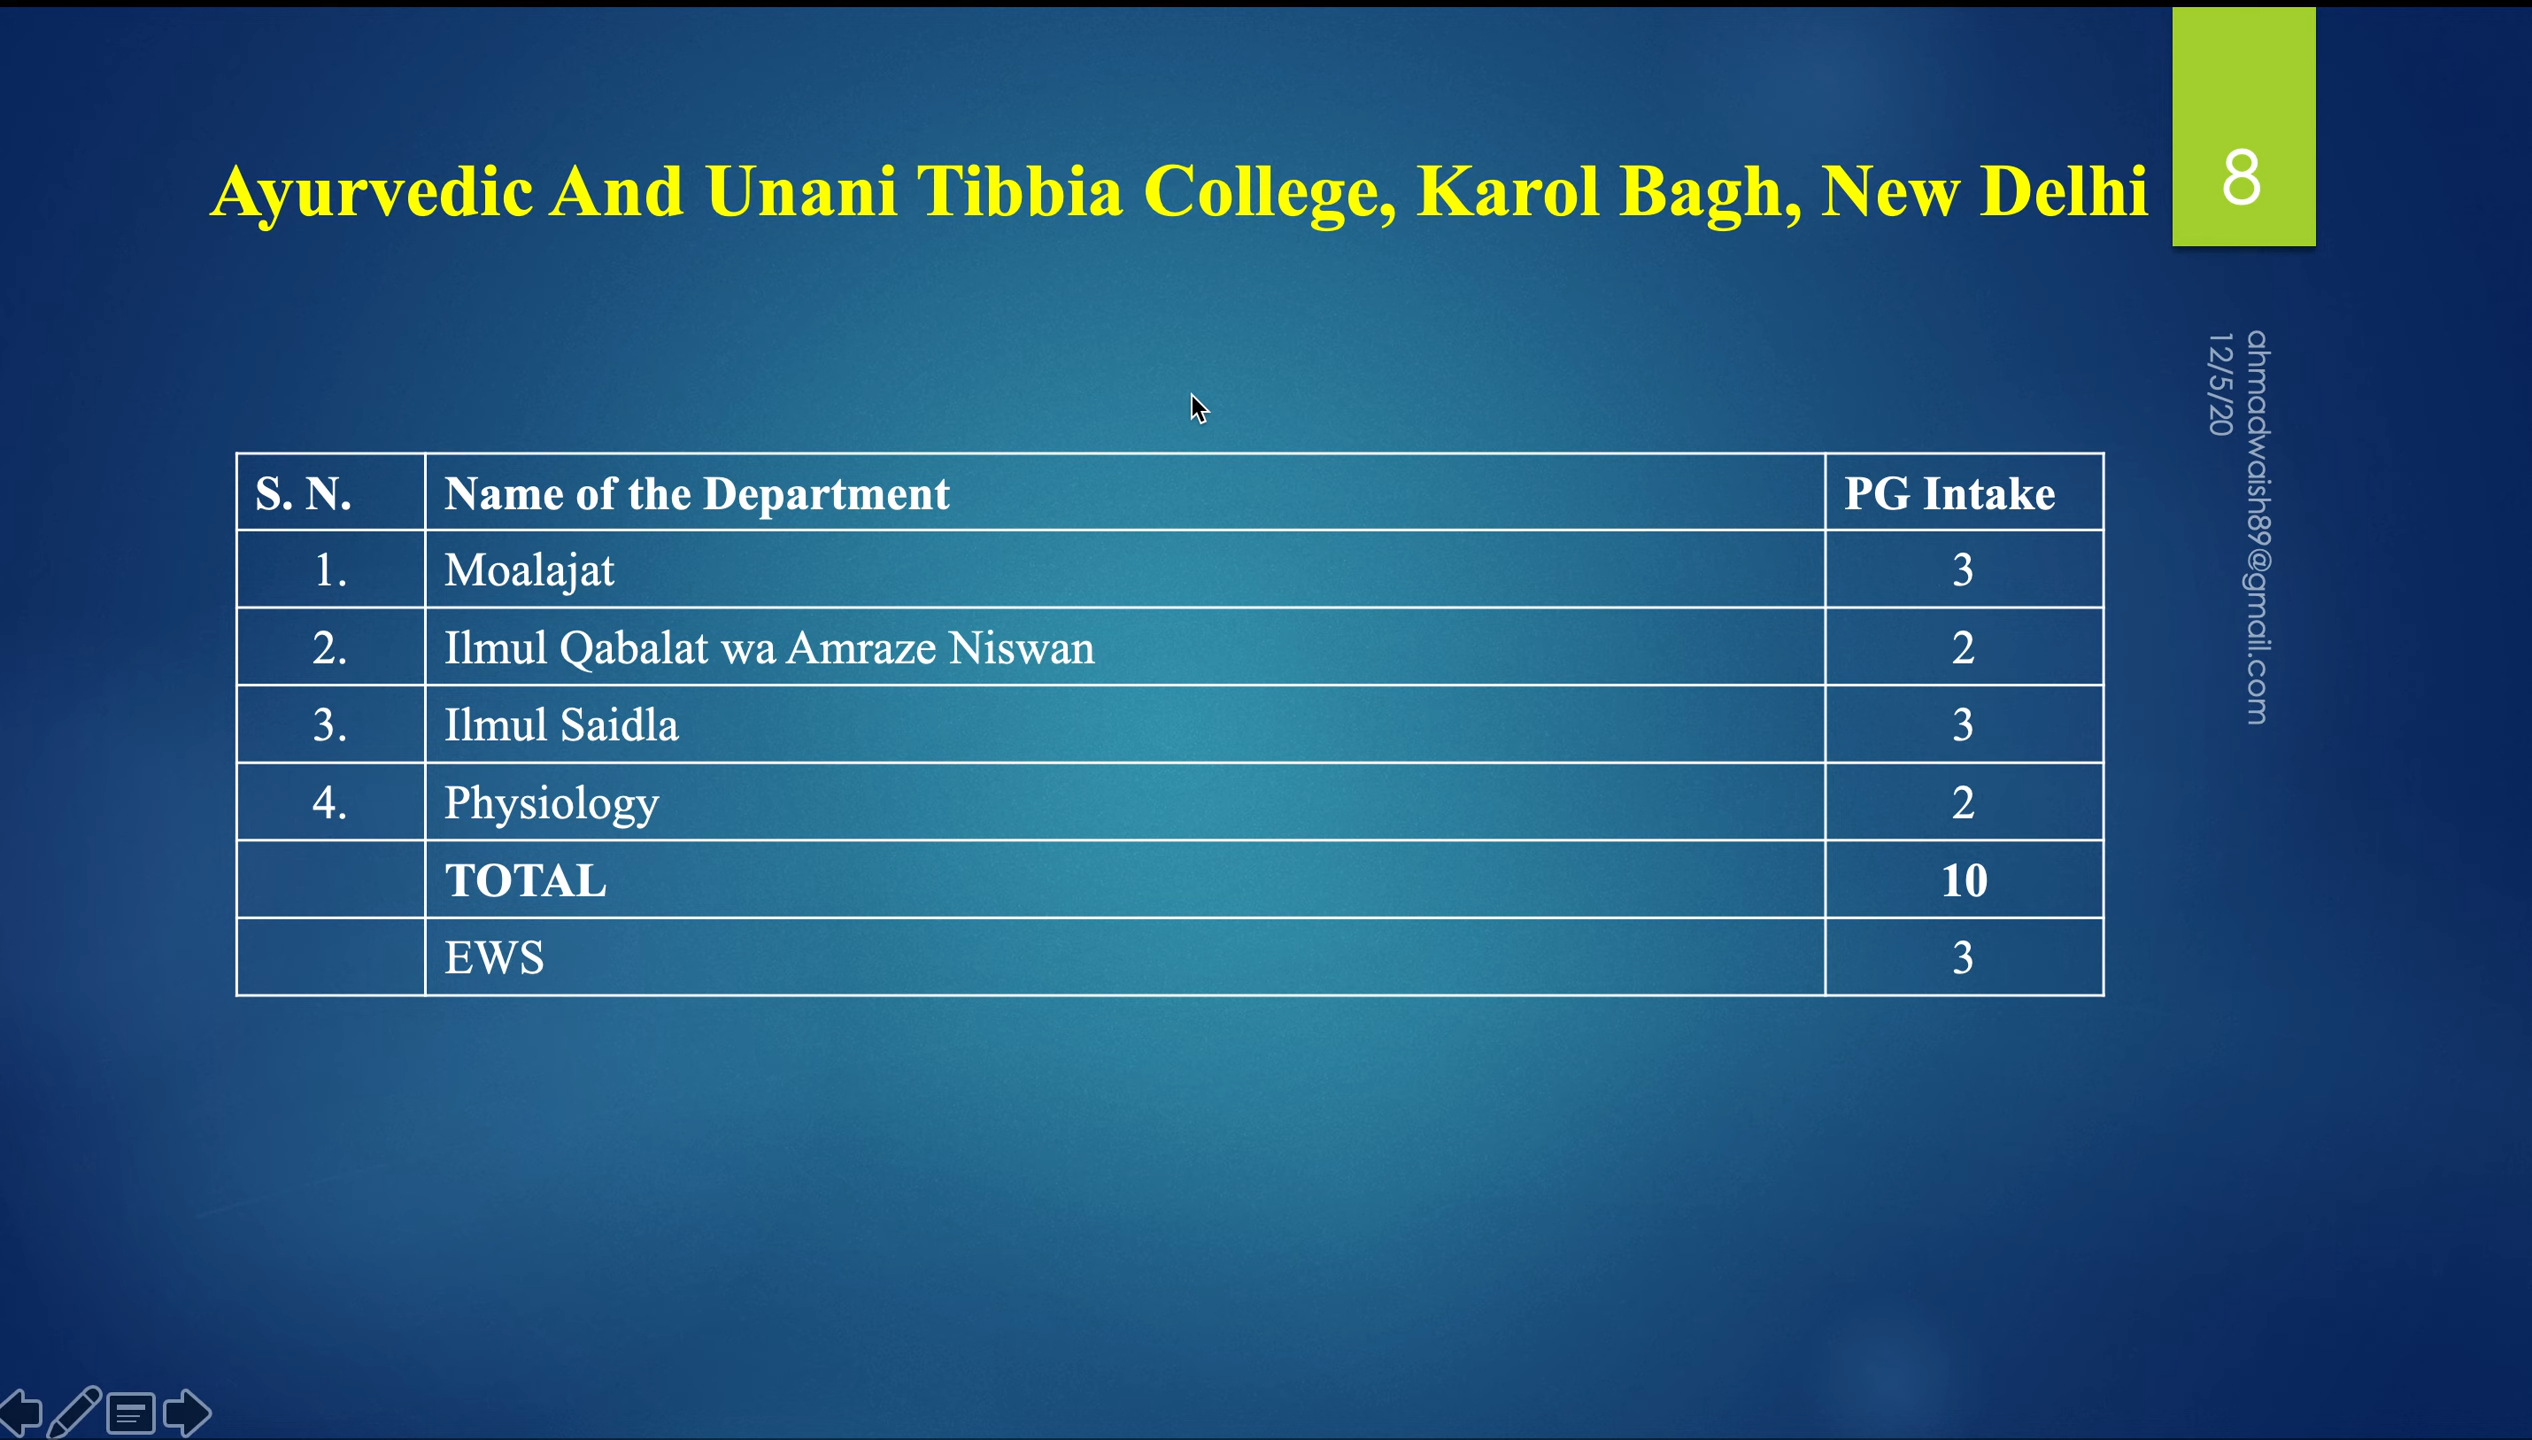 Ayurvedic And Unani Tibbia College, Karol Bagh, New Delhi
8
ahmadwaish89@gmail.com
12/5/20
S. N. Name of the Department PG Intake
1. Moalajat 3
2. Ilmul Qabalat wa Amraze Niswan 2
3. Ilmul Saidla 3
4. Physiology 2
TOTAL 10
EWS 3